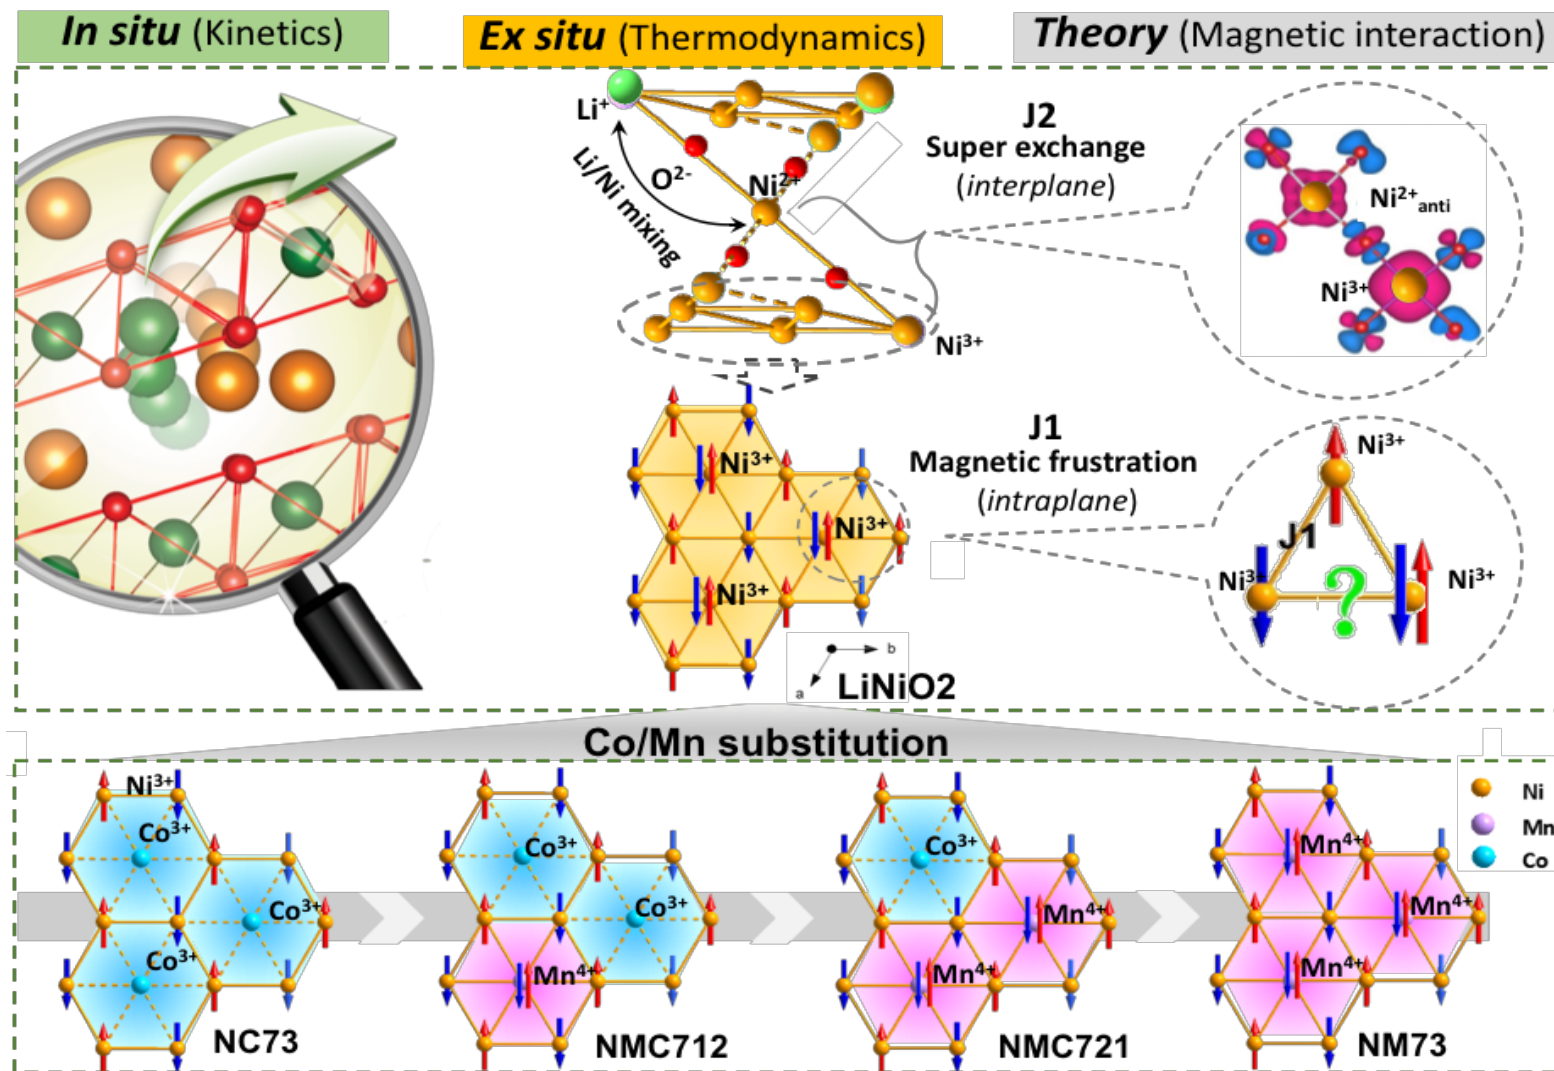 In situ (Kinetics)
Ex situ (Thermodynamics)
Theory (Magnetic interaction)
Li⁺
Li/Ni mixing
O²⁻
Ni²⁺
Ni³⁺
J2
Super exchange
(interplane)
Ni²⁺anti
Ni³⁺
J1
Magnetic frustration
(intraplane)
Ni³⁺
Ni³⁺
Ni³⁺
Ni³⁺
J1
Ni³⁺
Ni³⁺
?
b
a
LiNiO2
Co/Mn substitution
Ni³⁺
Co³⁺
Co³⁺
Co³⁺
NC73
Co³⁺
Co³⁺
Mn⁴⁺
NMC712
Co³⁺
Mn⁴⁺
Mn⁴⁺
NMC721
Mn⁴⁺
Mn⁴⁺
Mn⁴⁺
NM73
Ni
Mn
Co